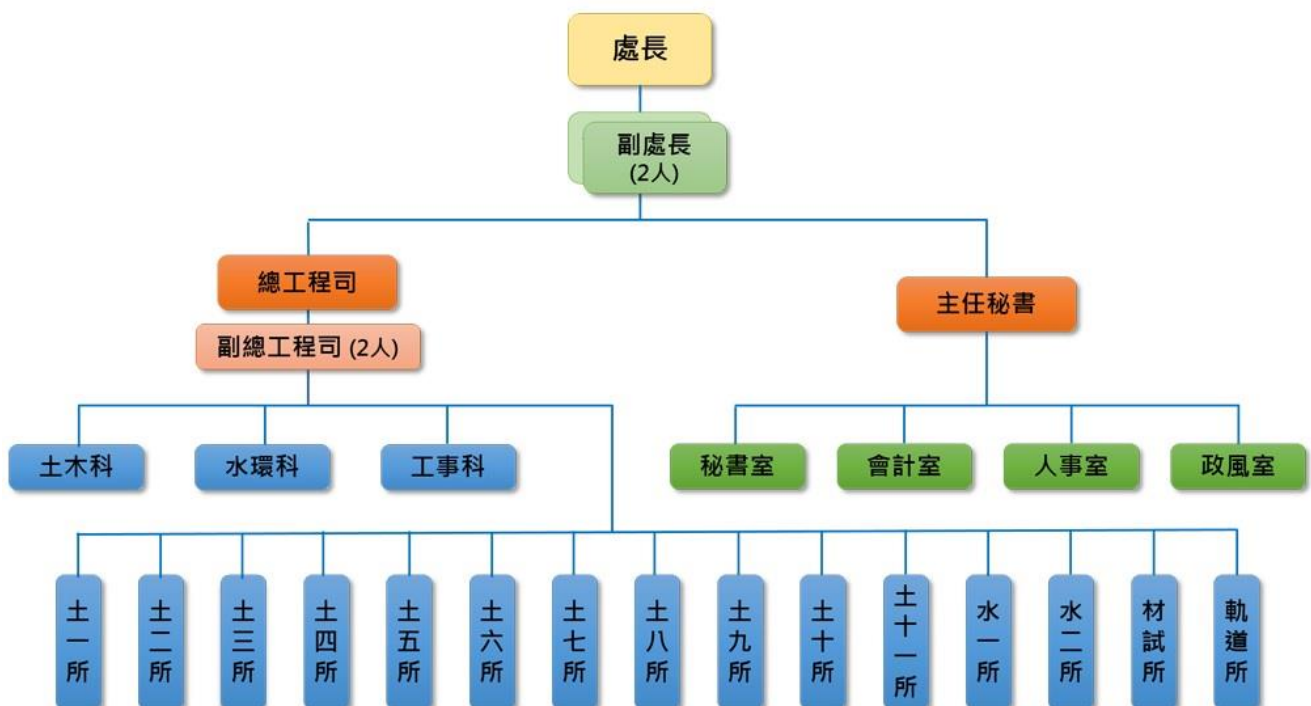 處長
副處長
(2人)
總工程司
主任秘書
副總工程司 (2人)
土木科
水環科
工事科
秘書室
會計室
人事室
政風室
土一所
土二所
土三所
土四所
土五所
土六所
土七所
土八所
土九所
土十所
土十一所
水一所
水二所
材試所
軌道所